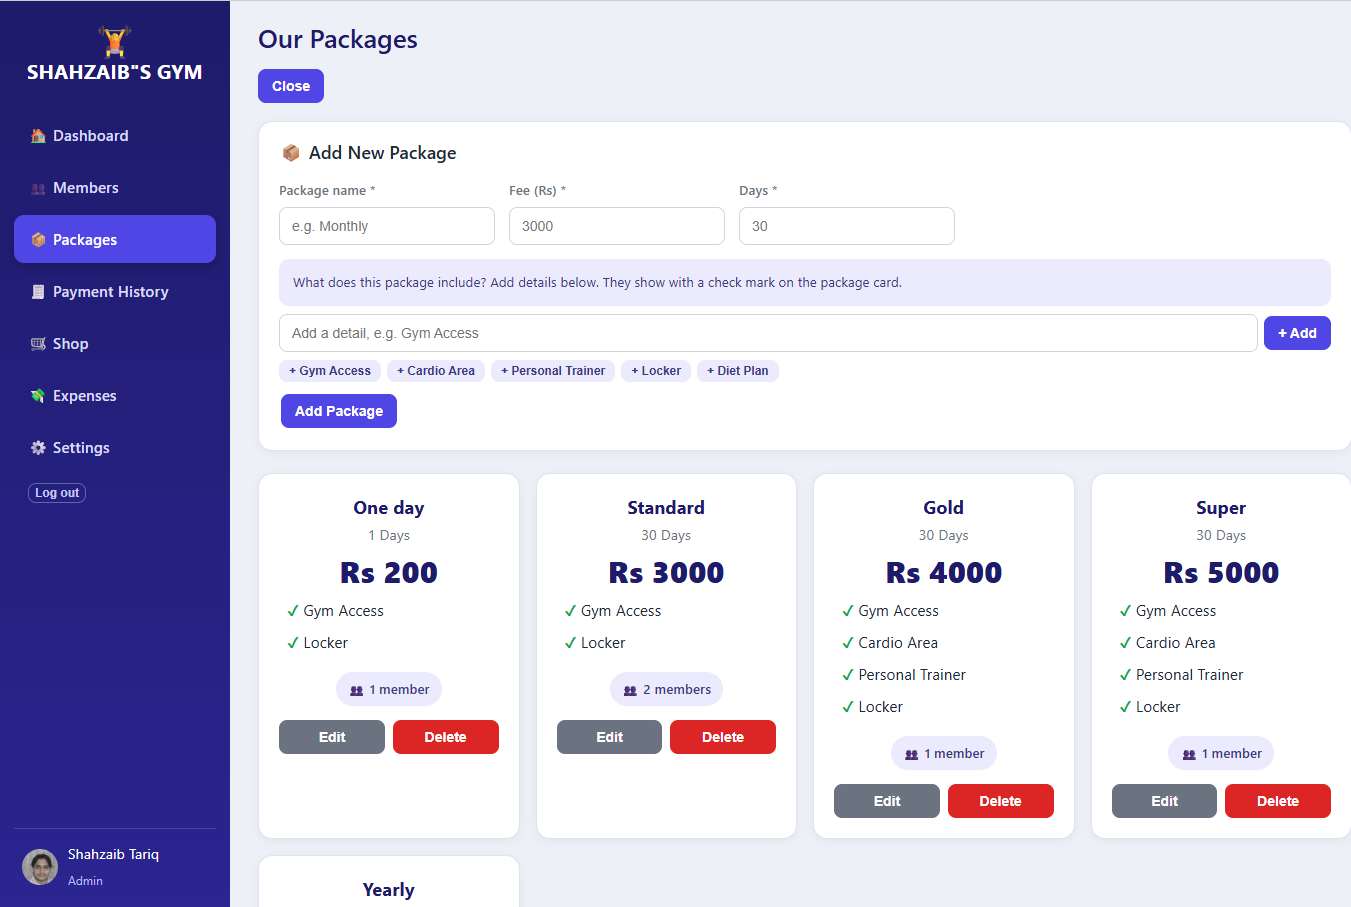 SHAHZAIB"S GYM
Dashboard
Members
Packages
Payment History
Shop
Expenses
Settings
Log out
Shahzaib Tariq
Admin
Our Packages
Close
Add New Package
Package name * Fee (Rs) * Days *
e.g. Monthly 3000 30
What does this package include? Add details below. They show with a check mark on the package card.
Add a detail, e.g. Gym Access + Add
+ Gym Access + Cardio Area + Personal Trainer + Locker + Diet Plan
Add Package
One day
1 Days
Rs 200
✓ Gym Access
✓ Locker
1 member
Edit Delete
Standard
30 Days
Rs 3000
✓ Gym Access
✓ Locker
2 members
Edit Delete
Gold
30 Days
Rs 4000
✓ Gym Access
✓ Cardio Area
✓ Personal Trainer
✓ Locker
1 member
Edit Delete
Super
30 Days
Rs 5000
✓ Gym Access
✓ Cardio Area
✓ Personal Trainer
✓ Locker
1 member
Edit Delete
Yearly